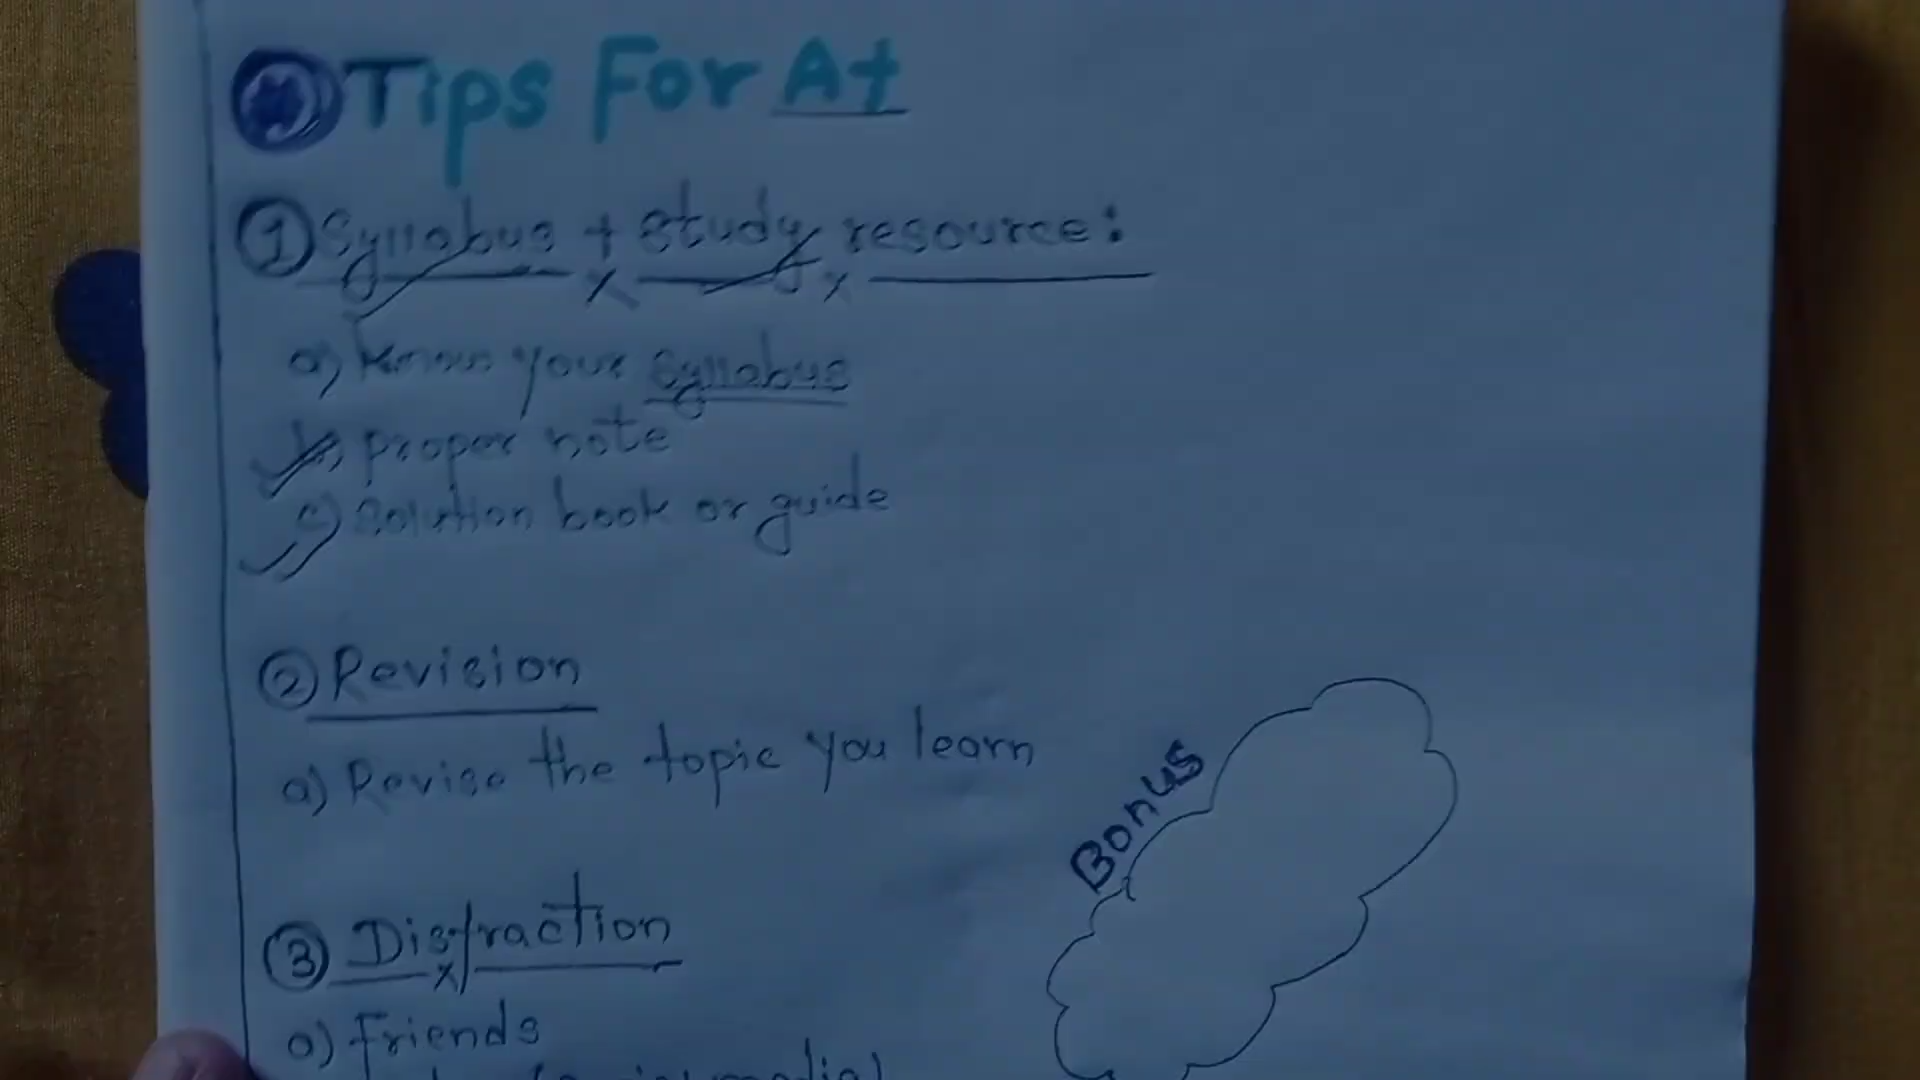 Tips For A+
① Syllabus + study resource:
a) Know your syllabus
b) proper note
c) solution book or guide
② Revision
a) Revise the topic you learn
Bonus
③ Distraction
a) Friends
media)